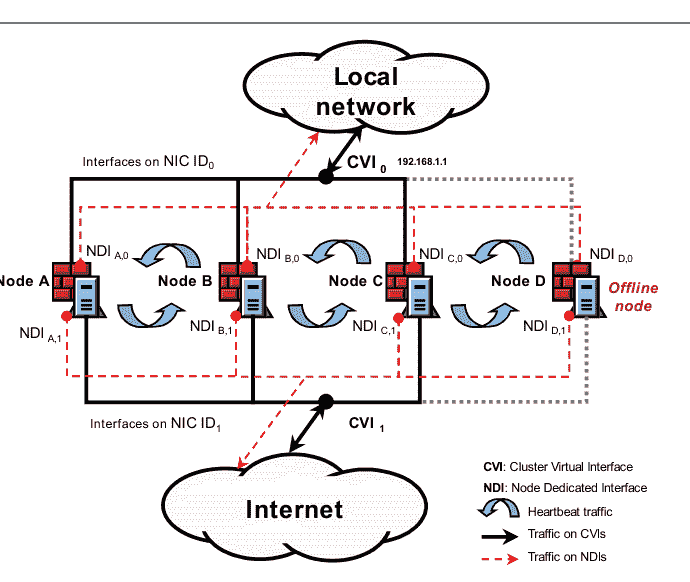 Local
network
CVI 0 192.168.1.1
Interfaces on NIC ID0
NDI A,0
NDI B,0
NDI C,0
NDI D,0
Node A
Node B
Node C
Node D
Offline
node
NDI A,1
NDI B,1
NDI C,1
NDI D,1
Interfaces on NIC ID1
CVI 1
Internet
CVI: Cluster Virtual Interface
NDI: Node Dedicated Interface
Heartbeat traffic
Traffic on CVIs
Traffic on NDIs